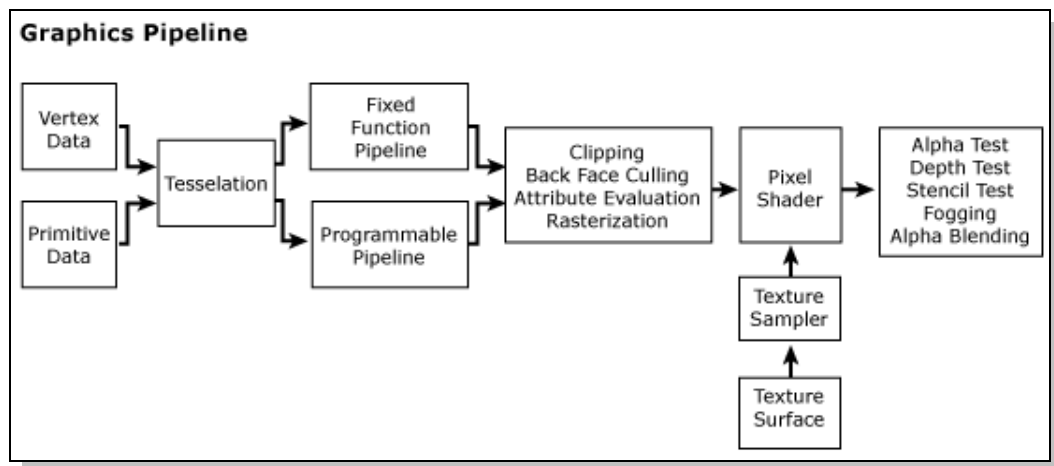 Graphics Pipeline
Vertex
Data
Primitive
Data
Tesselation
Fixed
Function
Pipeline
Programmable
Pipeline
Clipping
Back Face Culling
Attribute Evaluation
Rasterization
Pixel
Shader
Texture
Sampler
Texture
Surface
Alpha Test
Depth Test
Stencil Test
Fogging
Alpha Blending